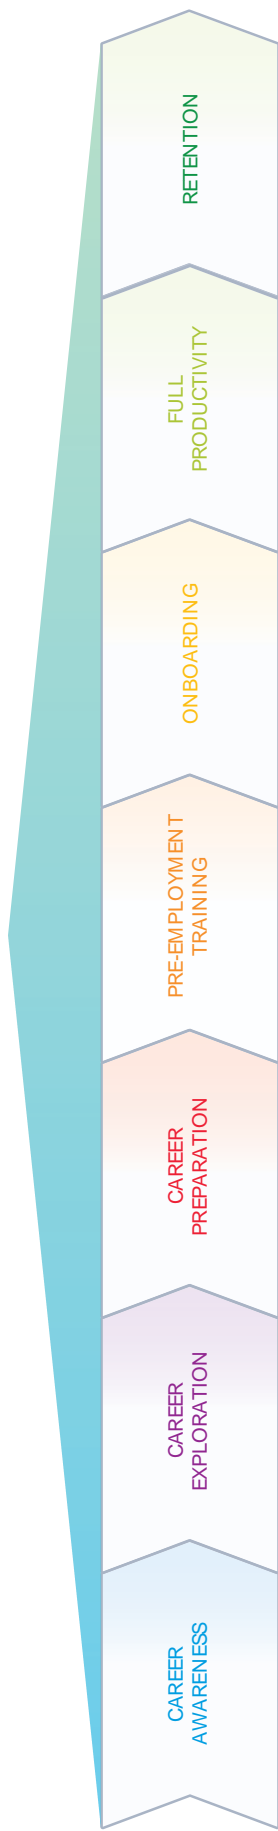 RETENTION
FULL
PRODUCTIVITY
ONBOARDING
PRE-EMPLOYMENT
TRAINING
CAREER
PREPARATION
CAREER
EXPLORATION
CAREER
AWARENESS